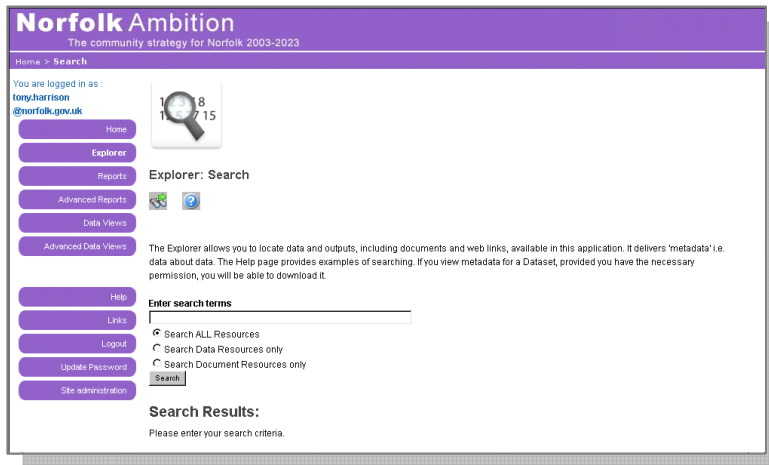 Norfolk Ambition
The community strategy for Norfolk 2003-2023
Home > Search
You are logged in as :
tony.harrison
@norfolk.gov.uk
Home
Explorer
Reports
Advanced Reports
Data Views
Advanced Data Views
Help
Links
Logout
Update Password
Site administration
Explorer: Search
The Explorer allows you to locate data and outputs, including documents and web links, available in this application. It delivers 'metadata' i.e.
data about data. The Help page provides examples of searching. If you view metadata for a Dataset, provided you have the necessary
permission, you will be able to download it.
Enter search terms
Search ALL Resources
Search Data Resources only
Search Document Resources only
Search
Search Results:
Please enter your search criteria.